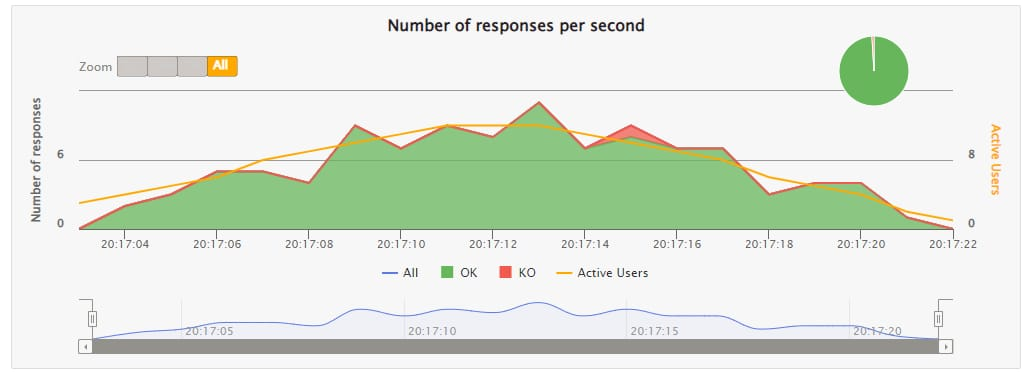 Number of responses per second
Zoom All
Number of responses
6
0
Active Users
8
0
20:17:04 20:17:06 20:17:08 20:17:10 20:17:12 20:17:14 20:17:16 20:17:18 20:17:20 20:17:22
All OK KO Active Users
20:17:05 20:17:10 20:17:15 20:17:20